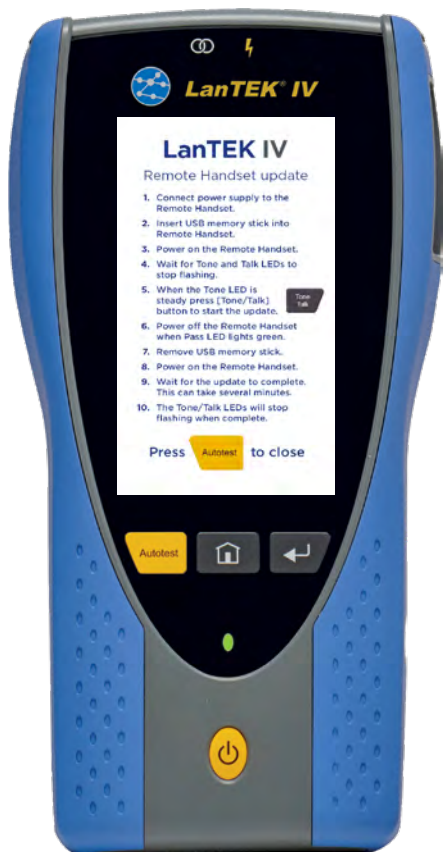 LanTEK® IV
LanTEK IV
Remote Handset update
1. Connect power supply to the
Remote Handset.
2. Insert USB memory stick into
Remote Handset.
3. Power on the Remote Handset.
4. Wait for Tone and Talk LEDs to
stop flashing.
5. When the Tone LED is
steady press [Tone/Talk]
button to start the update.
Tone
Talk
6. Power off the Remote Handset
when Pass LED lights green.
7. Remove USB memory stick.
8. Power on the Remote Handset.
9. Wait for the update to complete.
This can take several minutes.
10. The Tone/Talk LEDs will stop
flashing when complete.
Press Autotest to close
Autotest